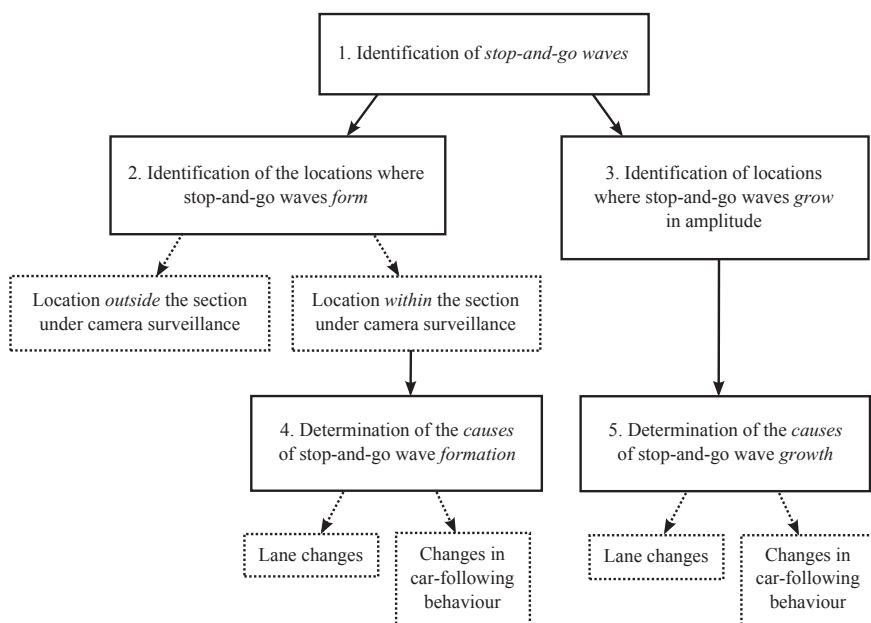 1. Identification of stop-and-go waves
2. Identification of the locations where
stop-and-go waves form
3. Identification of locations
where stop-and-go waves grow
in amplitude
Location outside the section
under camera surveillance
Location within the section
under camera surveillance
4. Determination of the causes
of stop-and-go wave formation
5. Determination of the causes
of stop-and-go wave growth
Lane changes
Changes in
car-following
behaviour
Lane changes
Changes in
car-following
behaviour